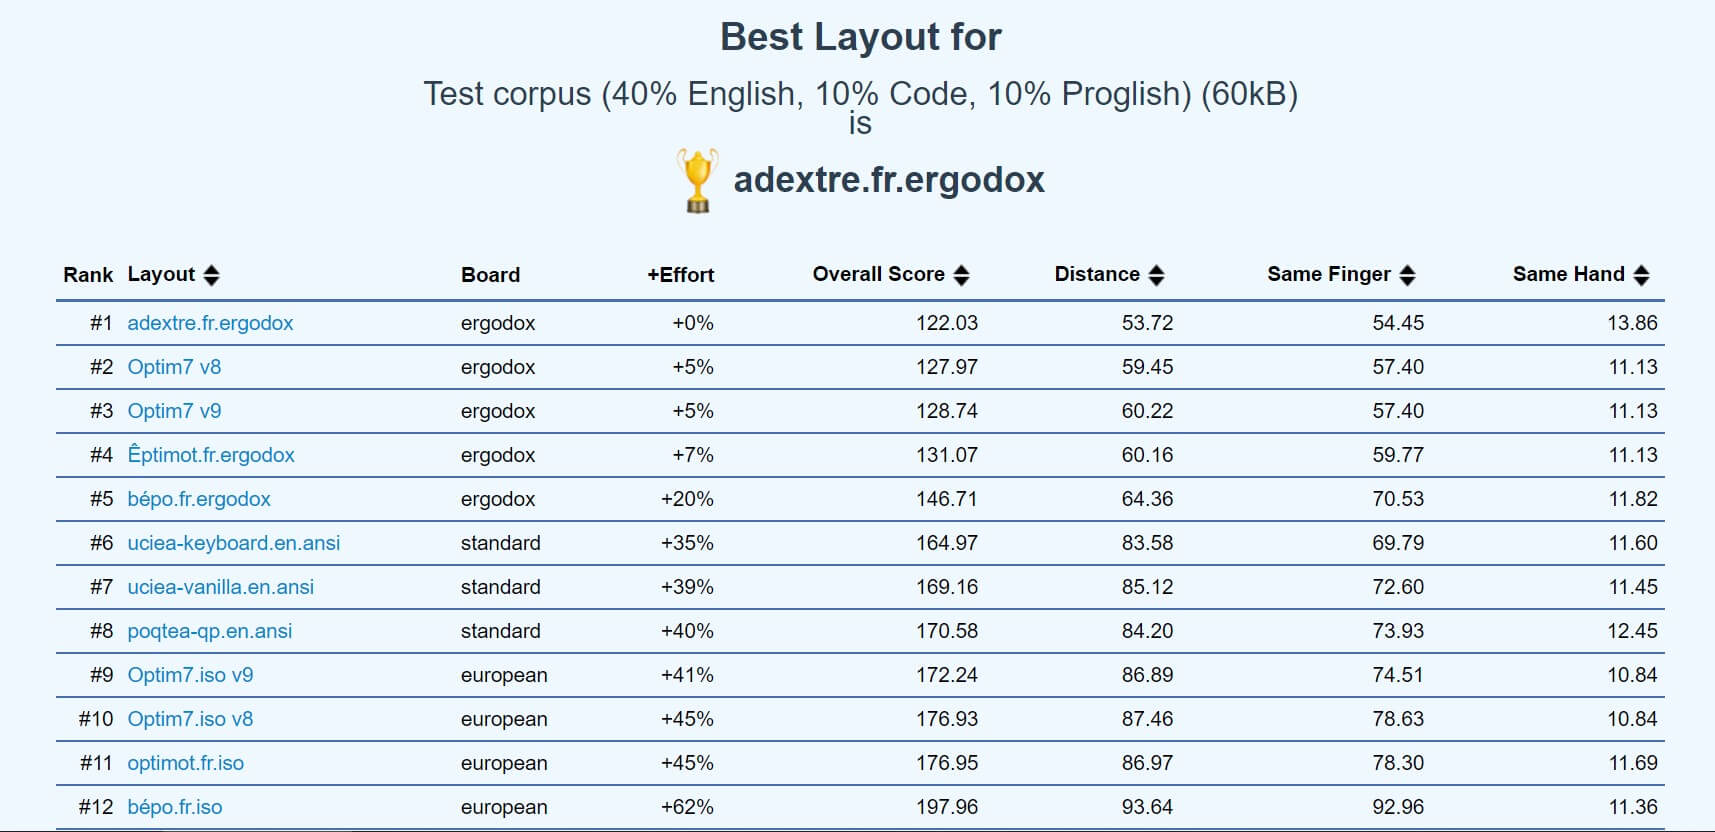 Best Layout for
Test corpus (40% English, 10% Code, 10% Proglish) (60kB)
is
adextre.fr.ergodox
Rank Layout Board +Effort Overall Score Distance Same Finger Same Hand
#1 adextre.fr.ergodox ergodox +0% 122.03 53.72 54.45 13.86
#2 Optim7 v8 ergodox +5% 127.97 59.45 57.40 11.13
#3 Optim7 v9 ergodox +5% 128.74 60.22 57.40 11.13
#4 Êptimot.fr.ergodox ergodox +7% 131.07 60.16 59.77 11.13
#5 bépo.fr.ergodox ergodox +20% 146.71 64.36 70.53 11.82
#6 uciea-keyboard.en.ansi standard +35% 164.97 83.58 69.79 11.60
#7 uciea-vanilla.en.ansi standard +39% 169.16 85.12 72.60 11.45
#8 poqtea-qp.en.ansi standard +40% 170.58 84.20 73.93 12.45
#9 Optim7.iso v9 european +41% 172.24 86.89 74.51 10.84
#10 Optim7.iso v8 european +45% 176.93 87.46 78.63 10.84
#11 optimot.fr.iso european +45% 176.95 86.97 78.30 11.69
#12 bépo.fr.iso european +62% 197.96 93.64 92.96 11.36